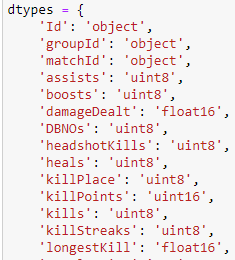 dtypes = {
    'Id': 'object',
    'groupId': 'object',
    'matchId': 'object',
    'assists': 'uint8',
    'boosts': 'uint8',
    'damageDealt': 'float16',
    'DBNOs': 'uint8',
    'headshotKills': 'uint8',
    'heals': 'uint8',
    'killPlace': 'uint8',
    'killPoints': 'uint16',
    'kills': 'uint8',
    'killStreaks': 'uint8',
    'longestKill': 'float16',